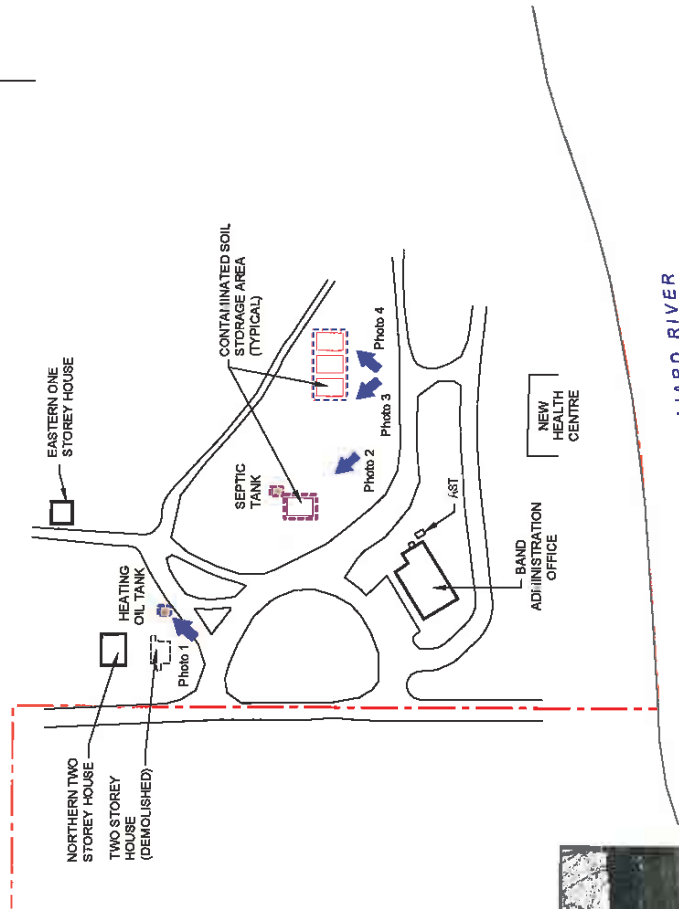 NORTHERN TWO
STOREY HOUSE
TWO STOREY
HOUSE
(DEMOLISHED)
HEATING
OIL TANK
Photo 1
EASTERN ONE
STOREY HOUSE
SEPTIC
TANK
Photo 2
CONTAMINATED SOIL
STORAGE AREA
(TYPICAL)
Photo 3
Photo 4
AST
BAND
ADMINISTRATION
OFFICE
NEW
HEALTH
CENTRE
LIARD RIVER